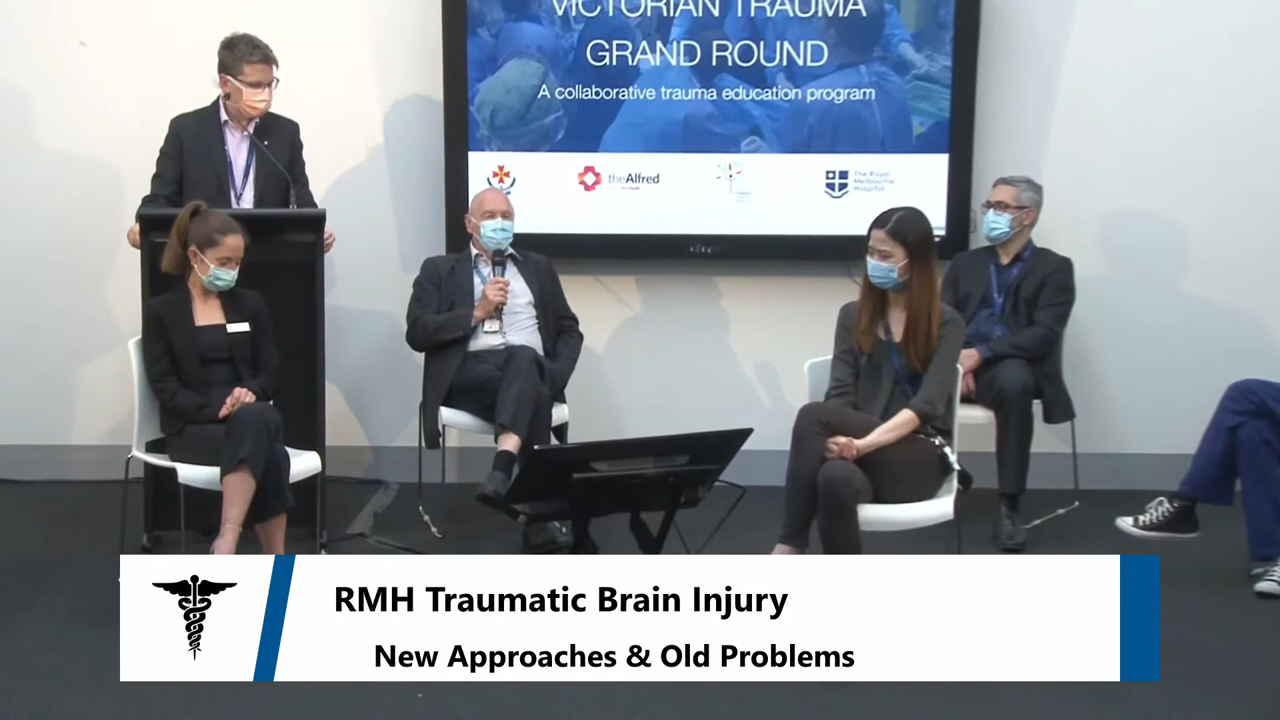 VICTORIAN TRAUMA
GRAND ROUND
A collaborative trauma education program
theAlfred
The Royal
Melbourne
Hospital
RMH Traumatic Brain Injury
New Approaches & Old Problems